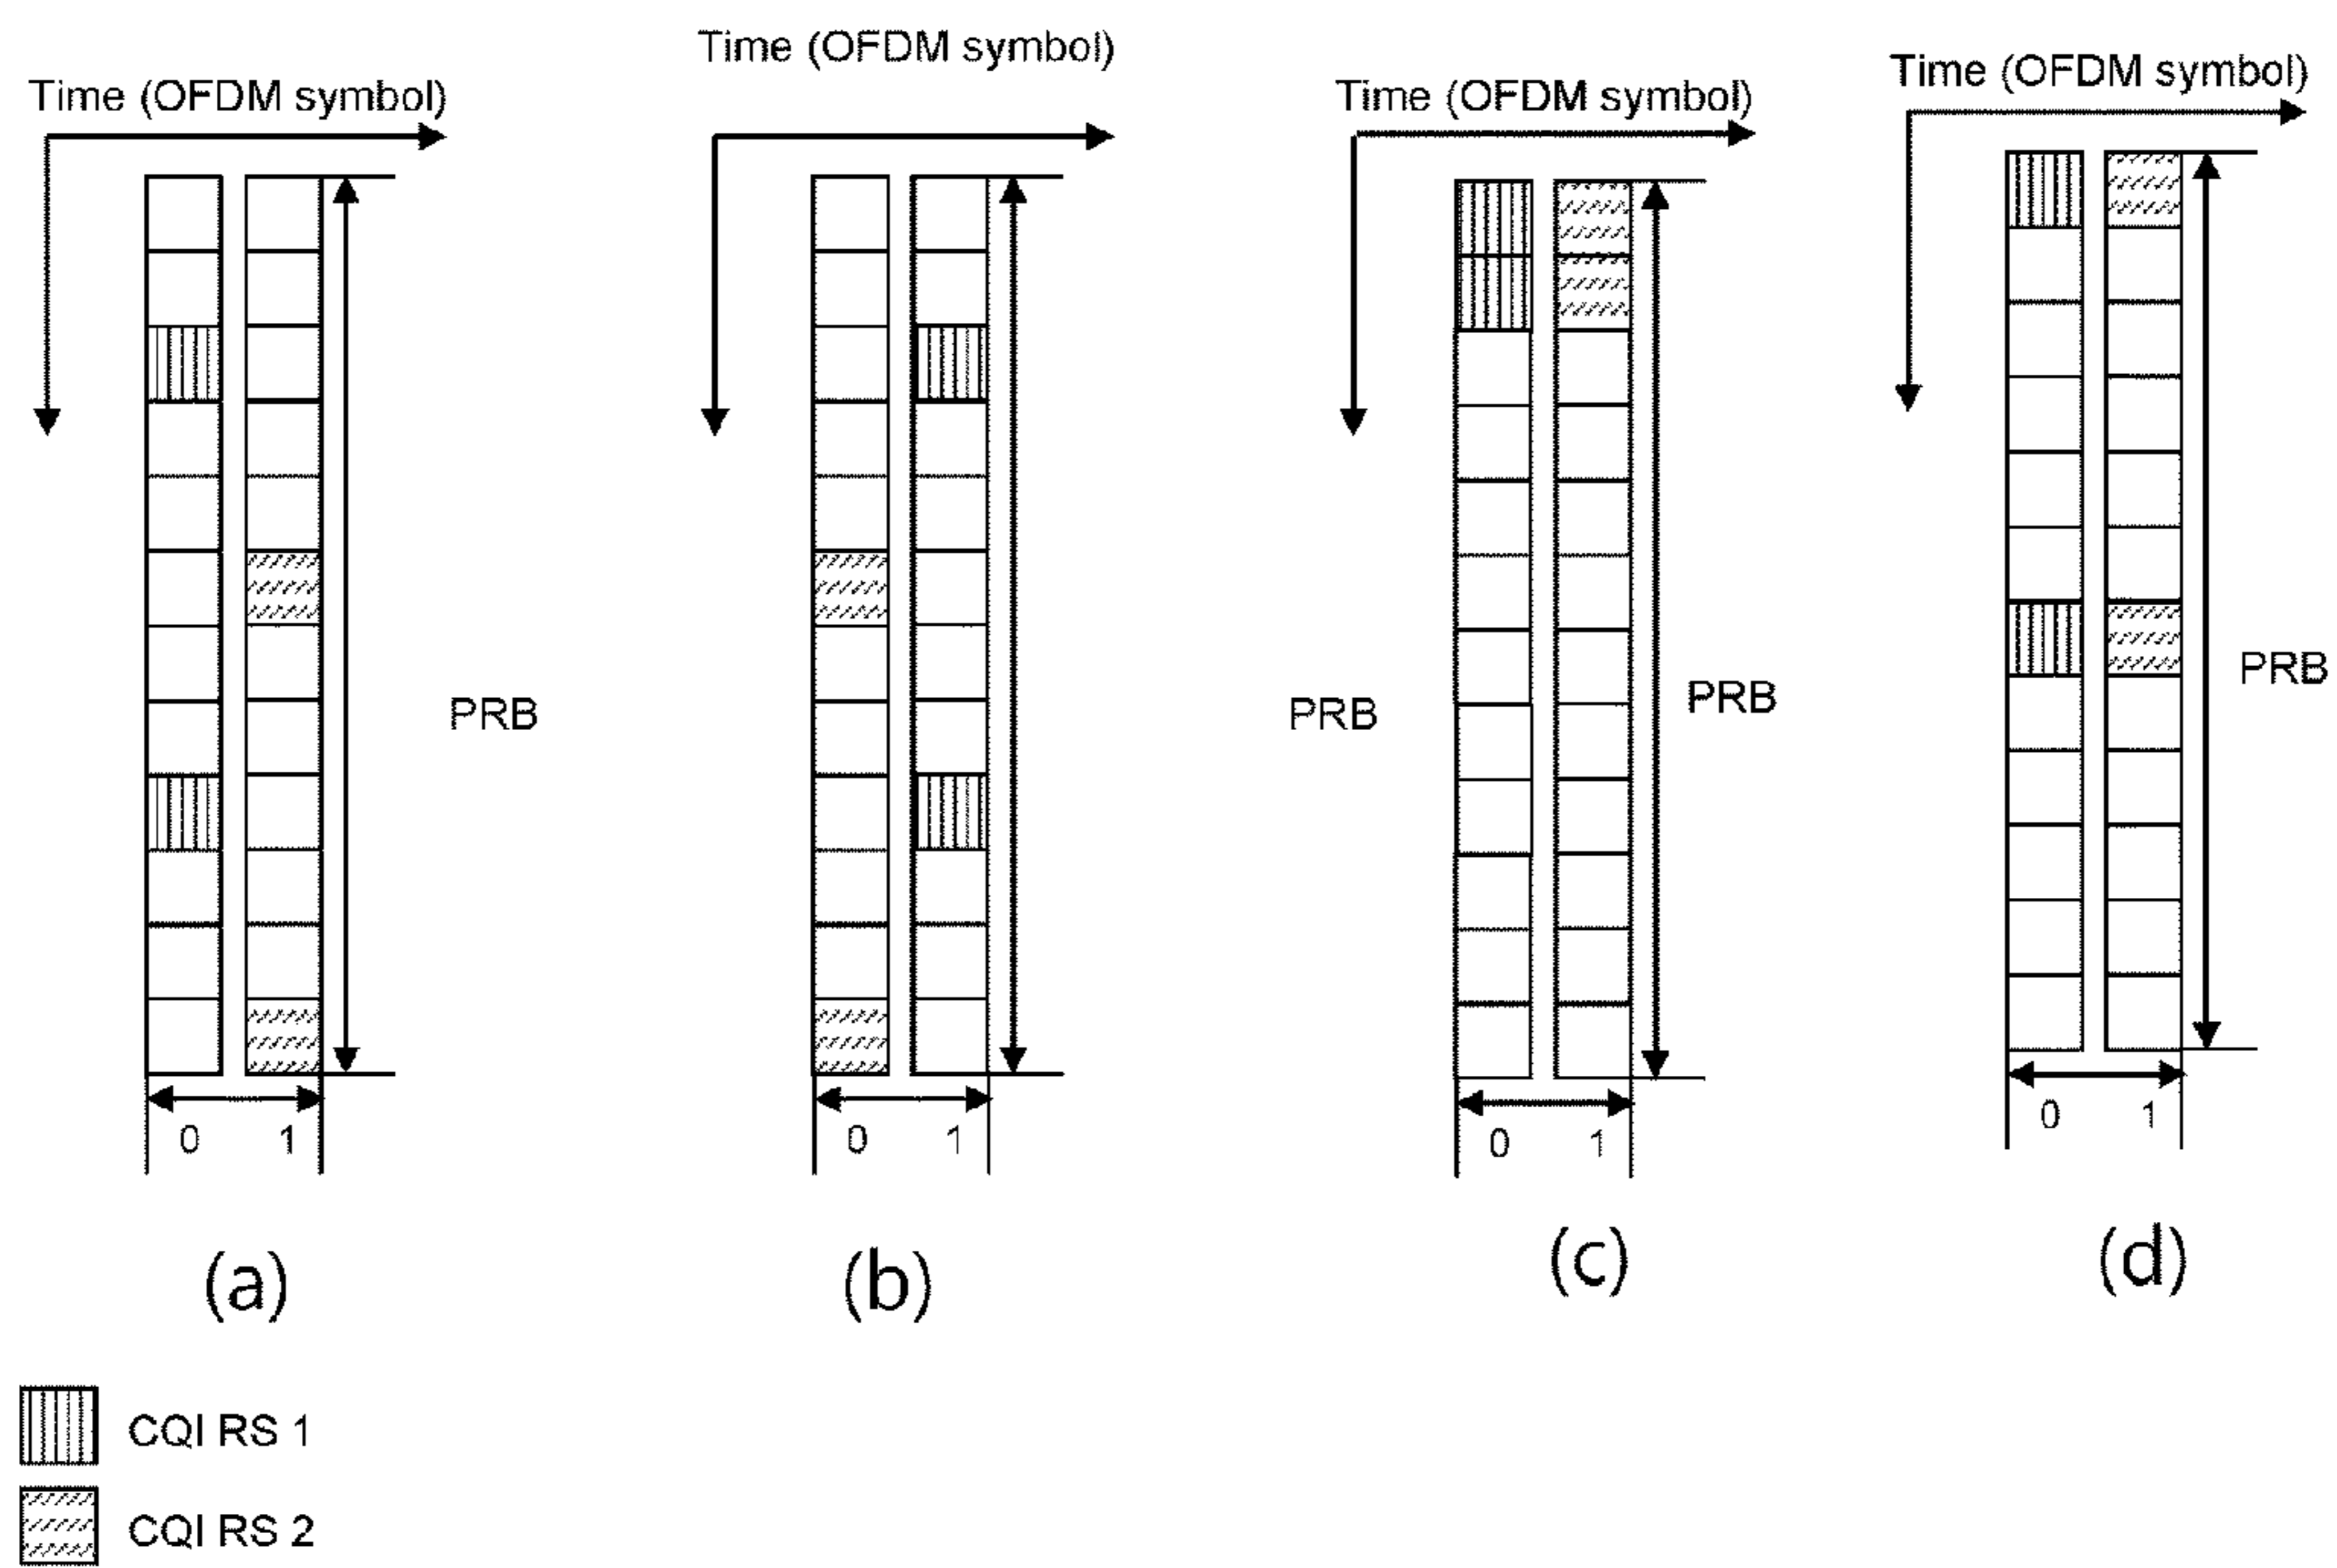 Time (OFDM symbol)
Time (OFDM symbol)
Time (OFDM symbol)
Time (OFDM symbol)
PRB
PRB
PRB
PRB
0 1
0 1
0 1
0 1
(a)
(b)
(c)
(d)
CQI RS 1
CQI RS 2